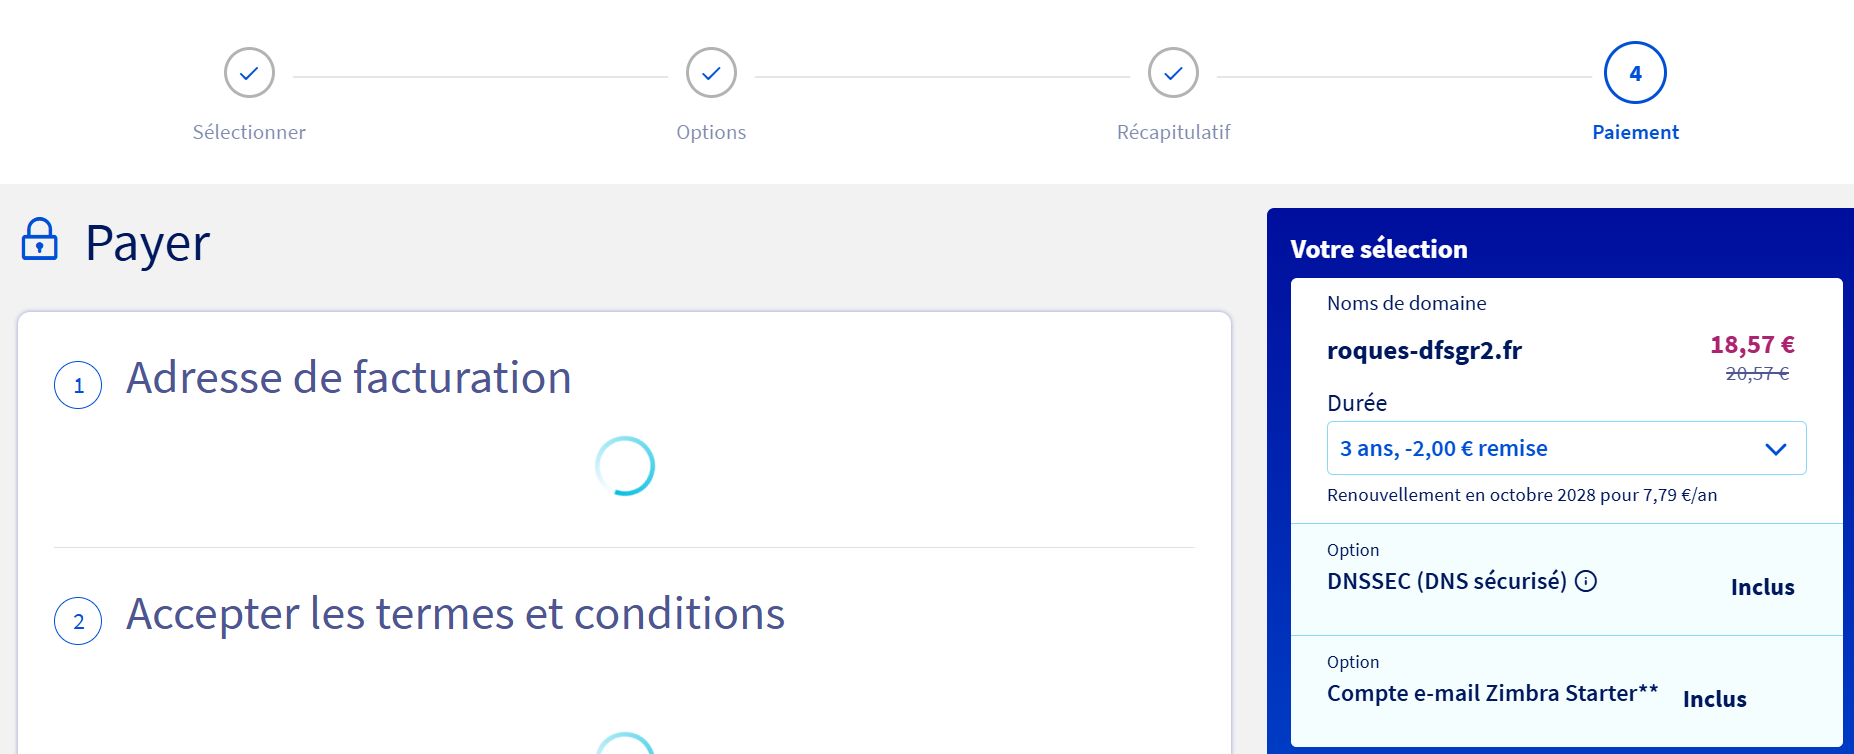 Sélectionner
Options
Récapitulatif
4
Paiement
Payer
1
Adresse de facturation
2
Accepter les termes et conditions
Votre sélection
Noms de domaine
roques-dfsgr2.fr
18,57 €
20,57 €
Durée
3 ans, -2,00 € remise
Renouvellement en octobre 2028 pour 7,79 €/an
Option
DNSSEC (DNS sécurisé)
Inclus
Option
Compte e-mail Zimbra Starter**
Inclus